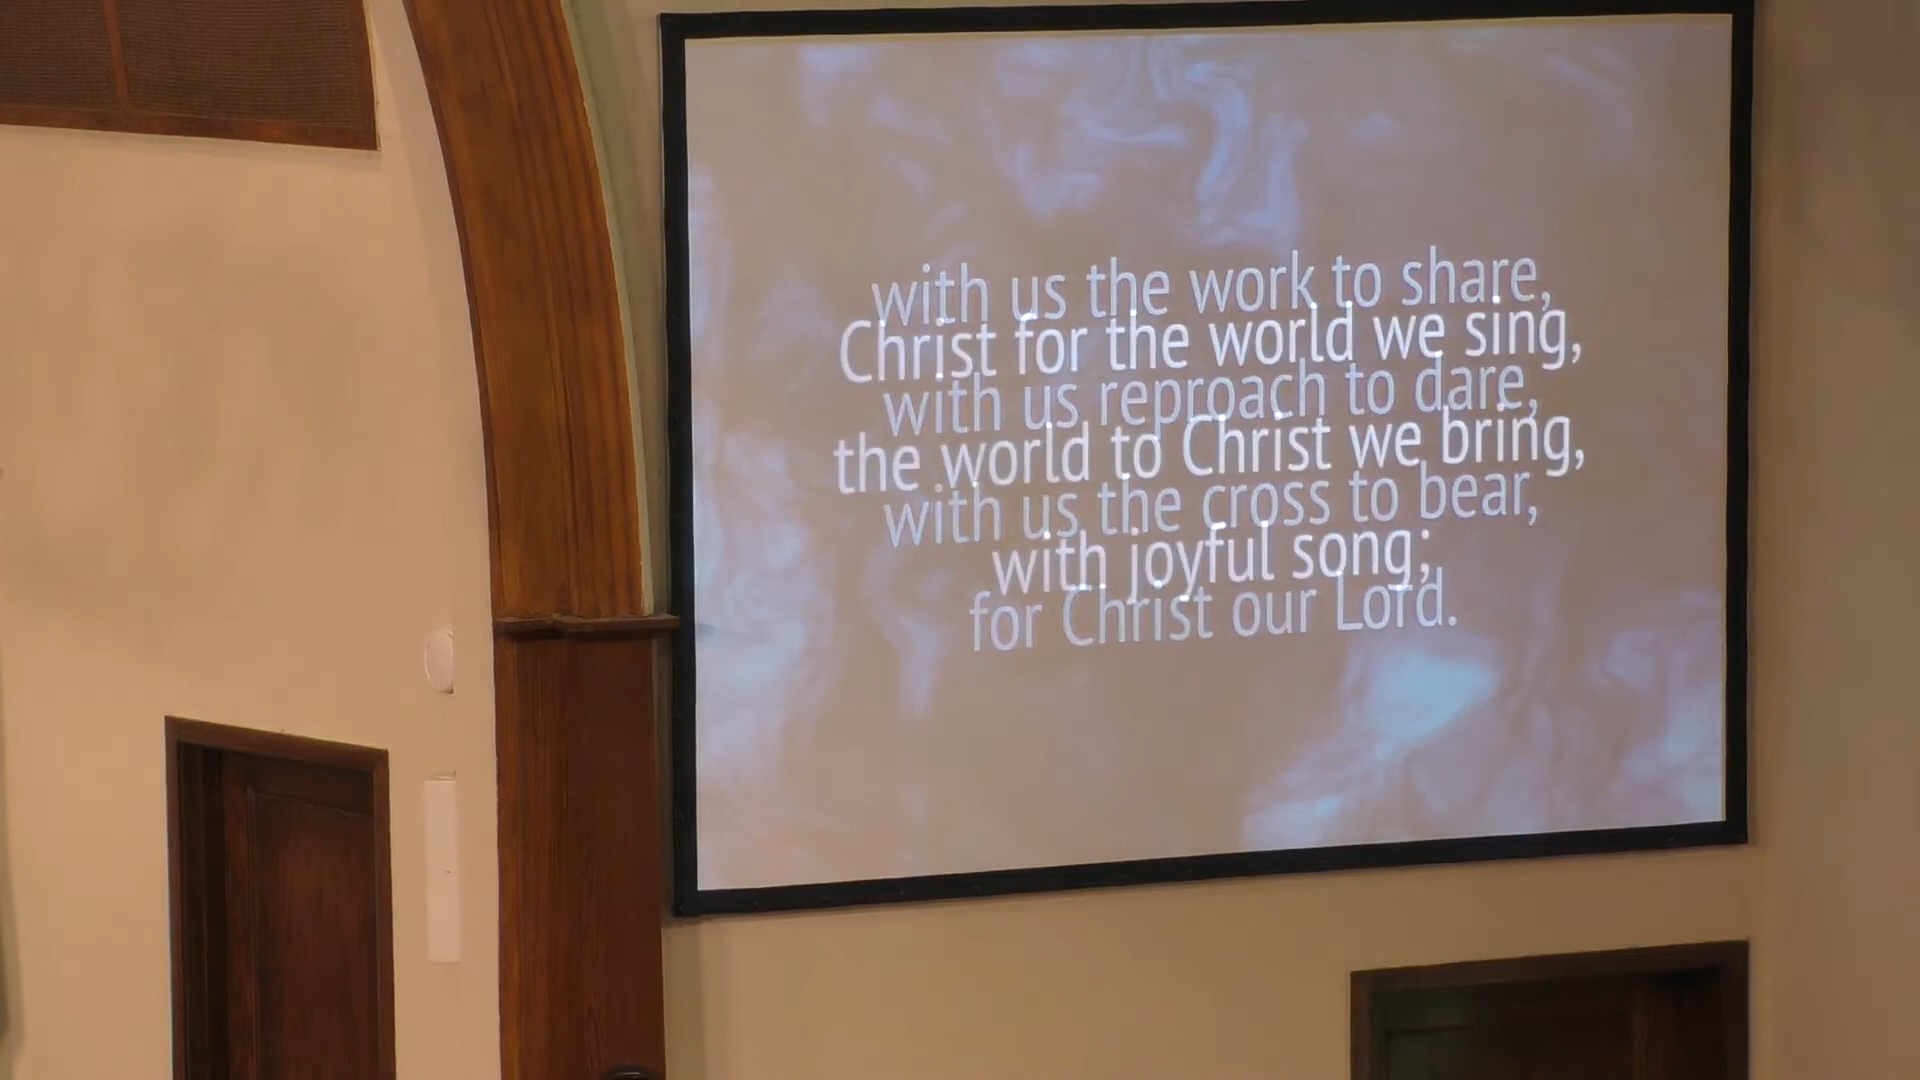 with us the work to share,
Christ for the world we sing,
with us reproach to dare,
the world to Christ we bring,
with us the cross to bear,
with joyful song;
for Christ our Lord.